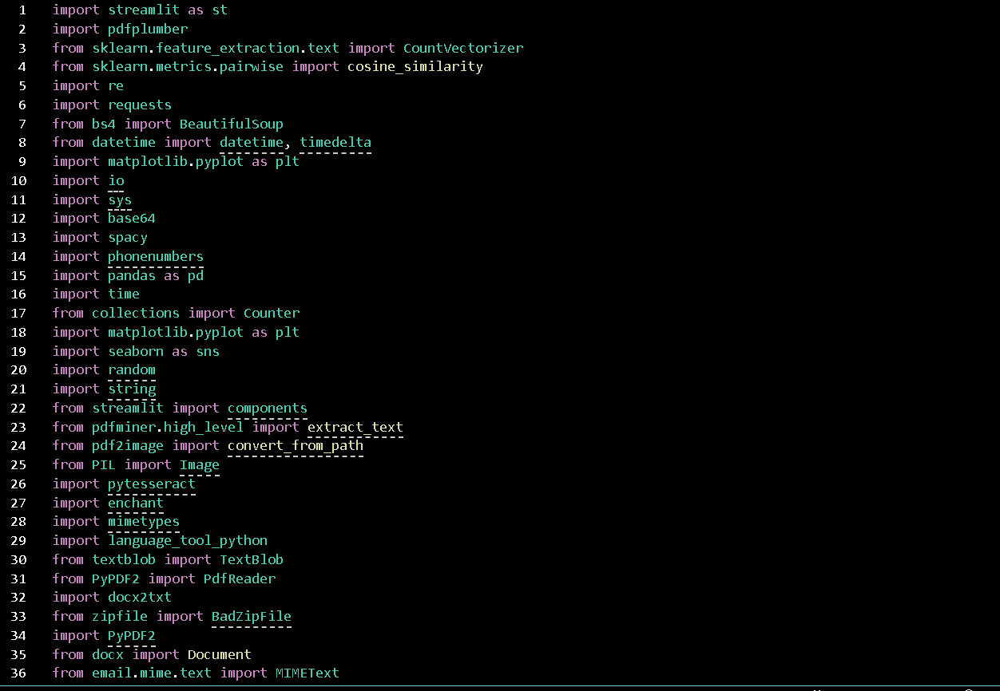 1 import streamlit as st
2 import pdfplumber
3 from sklearn.feature_extraction.text import CountVectorizer
4 from sklearn.metrics.pairwise import cosine_similarity
5 import re
6 import requests
7 from bs4 import BeautifulSoup
8 from datetime import datetime, timedelta
9 import matplotlib.pyplot as plt
10 import io
11 import sys
12 import base64
13 import spacy
14 import phonenumbers
15 import pandas as pd
16 import time
17 from collections import Counter
18 import matplotlib.pyplot as plt
19 import seaborn as sns
20 import random
21 import string
22 from streamlit import components
23 from pdfminer.high_level import extract_text
24 from pdf2image import convert_from_path
25 from PIL import Image
26 import pytesseract
27 import enchant
28 import mimetypes
29 import language_tool_python
30 from textblob import TextBlob
31 from PyPDF2 import PdfReader
32 import docx2txt
33 from zipfile import BadZipFile
34 import PyPDF2
35 from docx import Document
36 from email.mime.text import MIMEText